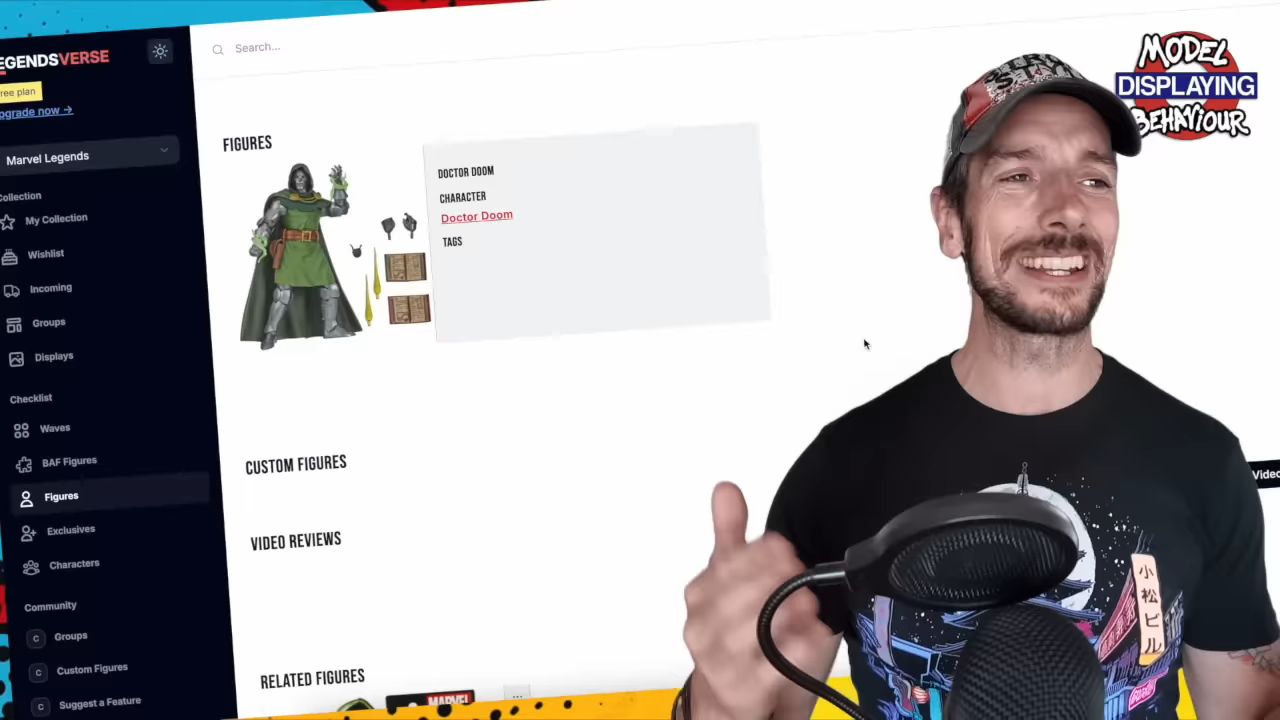 EGENDSVERSE
ree plan
pgrade now →
Marvel Legends
Collection
My Collection
Wishlist
Incoming
Groups
Displays
Checklist
Waves
BAF Figures
Figures
Exclusives
Characters
Community
C Groups
C Custom Figures
C Suggest a Feature
Search...
FIGURES
DOCTOR DOOM
CHARACTER
Doctor Doom
TAGS
CUSTOM FIGURES
VIDEO REVIEWS
RELATED FIGURES
MARVEL
...
MODEL
DISPLAYING
BEHAVIOUR
Video
小松ビル